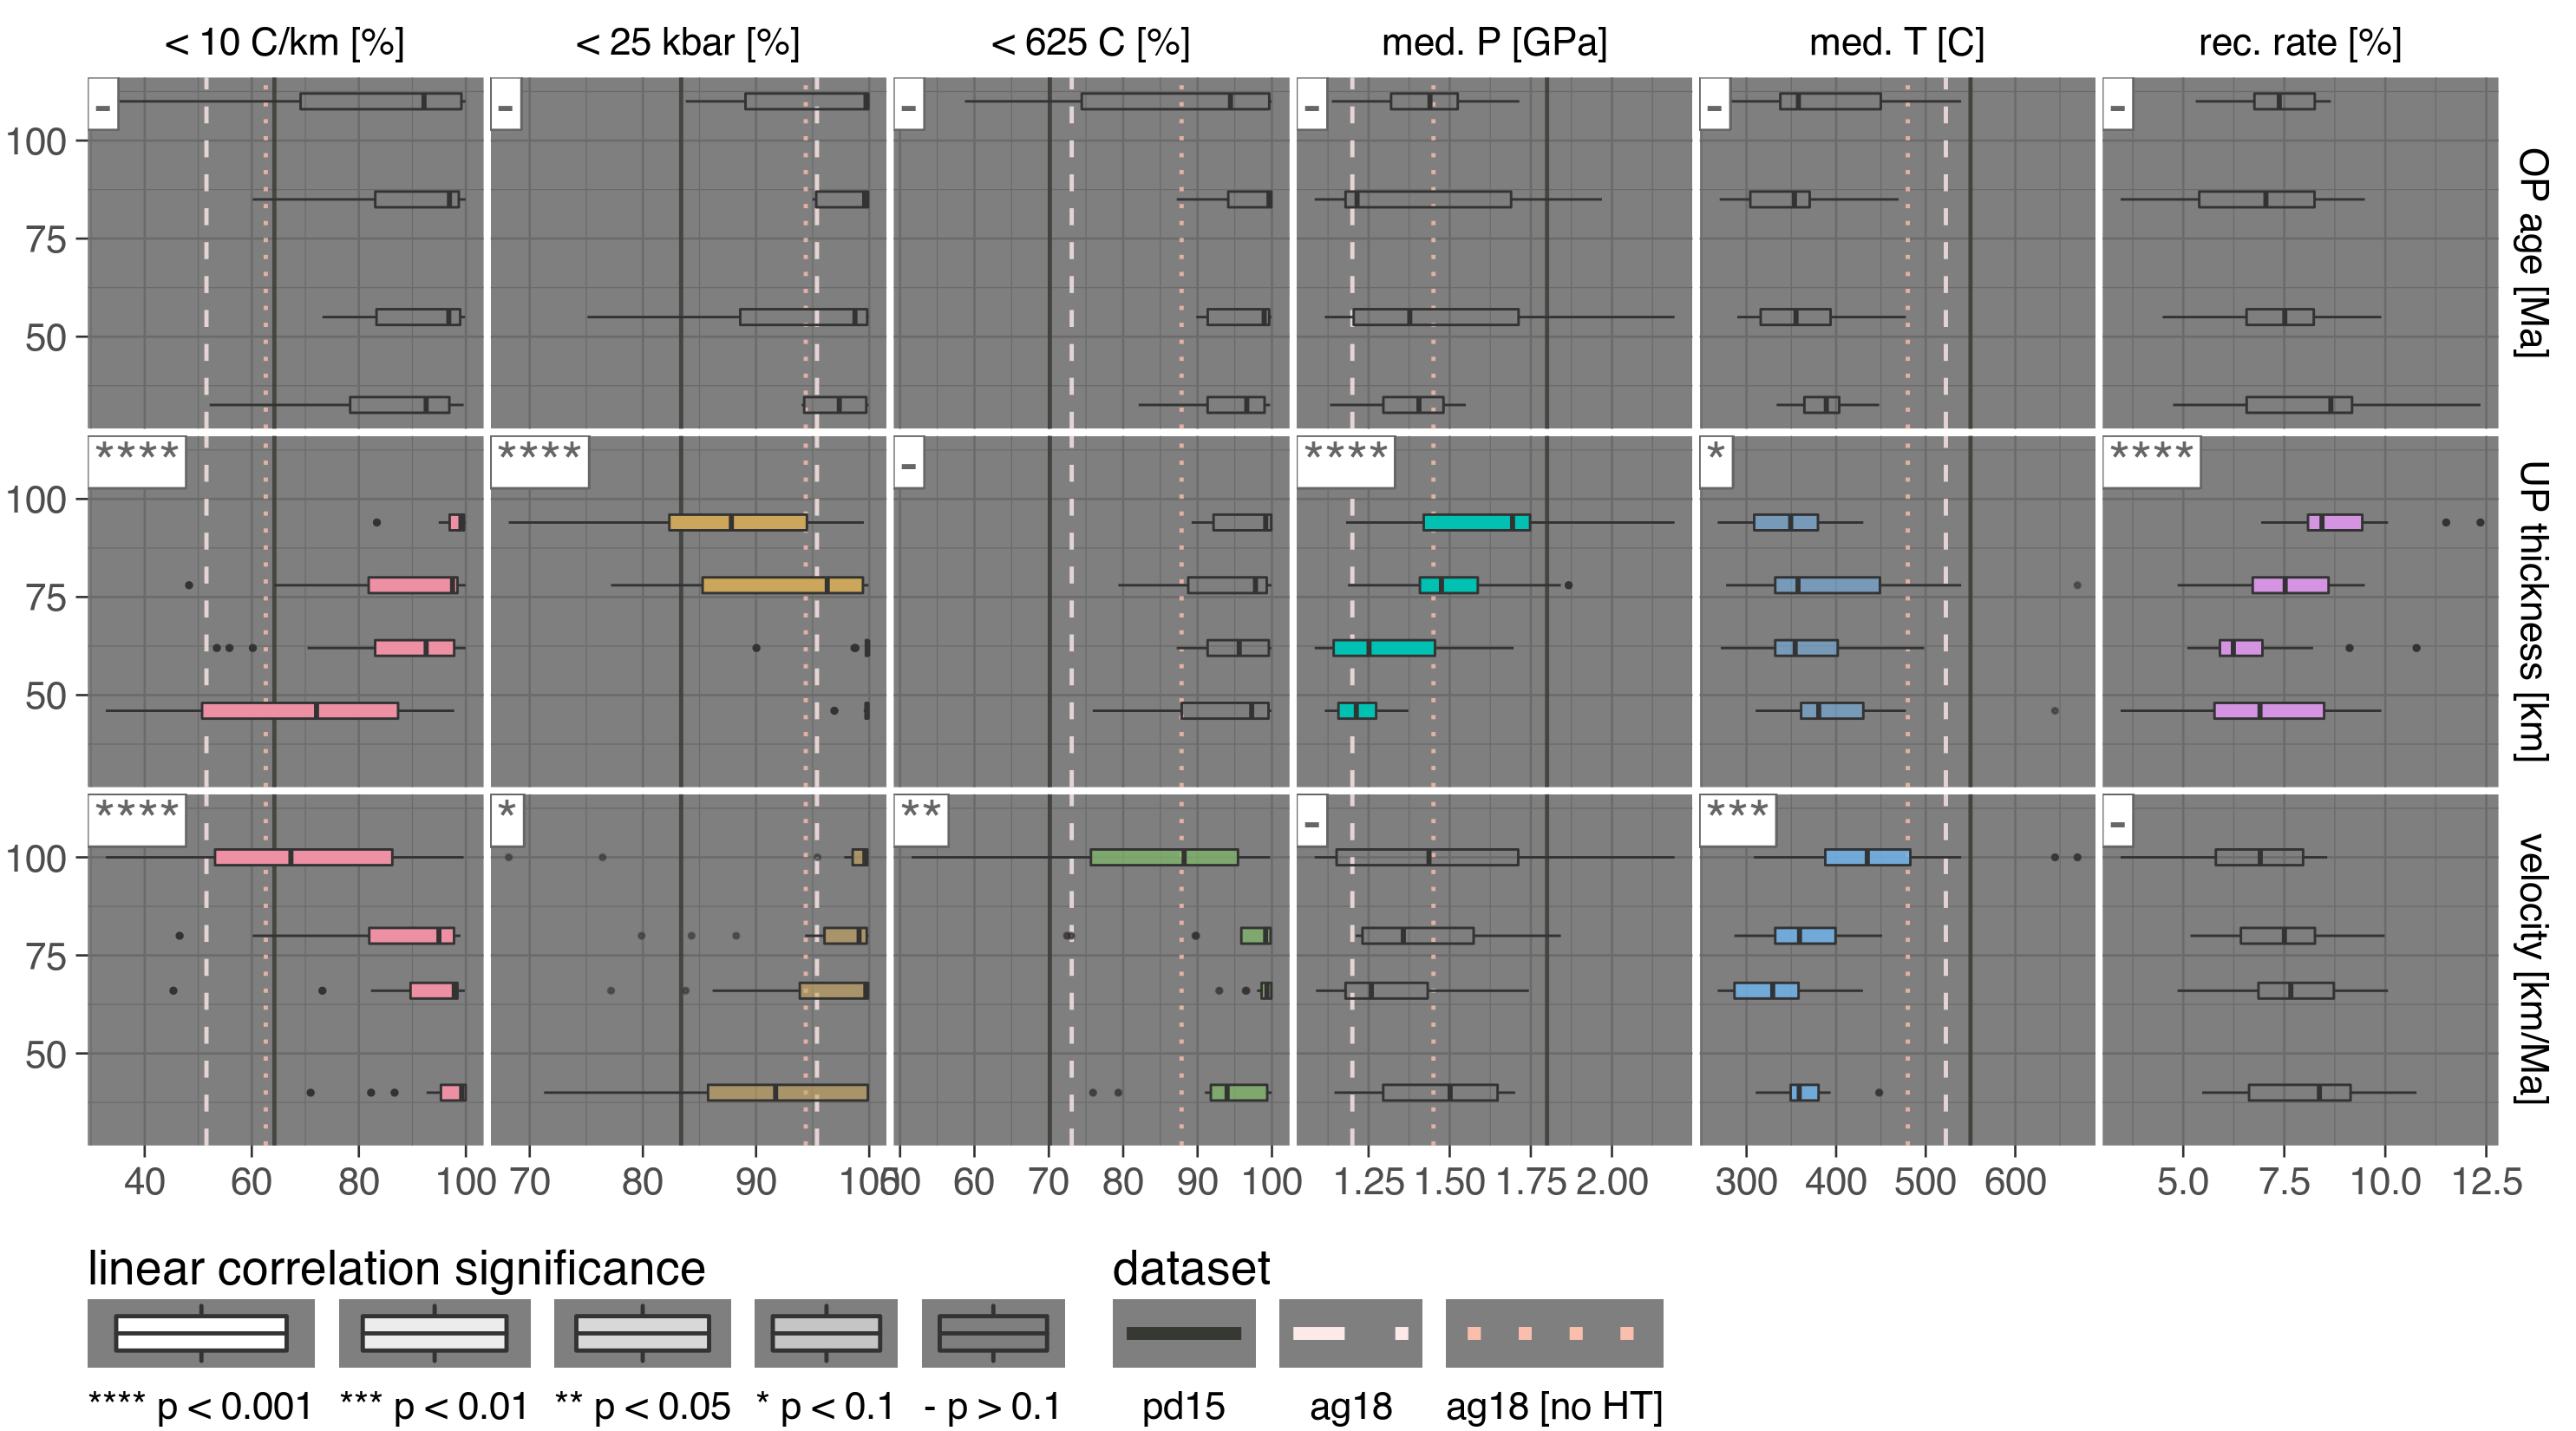 < 10 C/km [%] < 25 kbar [%] < 625 C [%] med. P [GPa] med. T [C] rec. rate [%]
- - - - - -
100
75
50
OP age [Ma]
**** **** - **** * ****
100
75
50
UP thickness [km]
**** * ** - *** -
100
75
50
velocity [km/Ma]
40 60 80 100 70 80 90 100 60 70 80 90 100 1.25 1.50 1.75 2.00 300 400 500 600 5.0 7.5 10.0 12.5
linear correlation significance dataset
**** p < 0.001 *** p < 0.01 ** p < 0.05 * p < 0.1 - p > 0.1 pd15 ag18 ag18 [no HT]